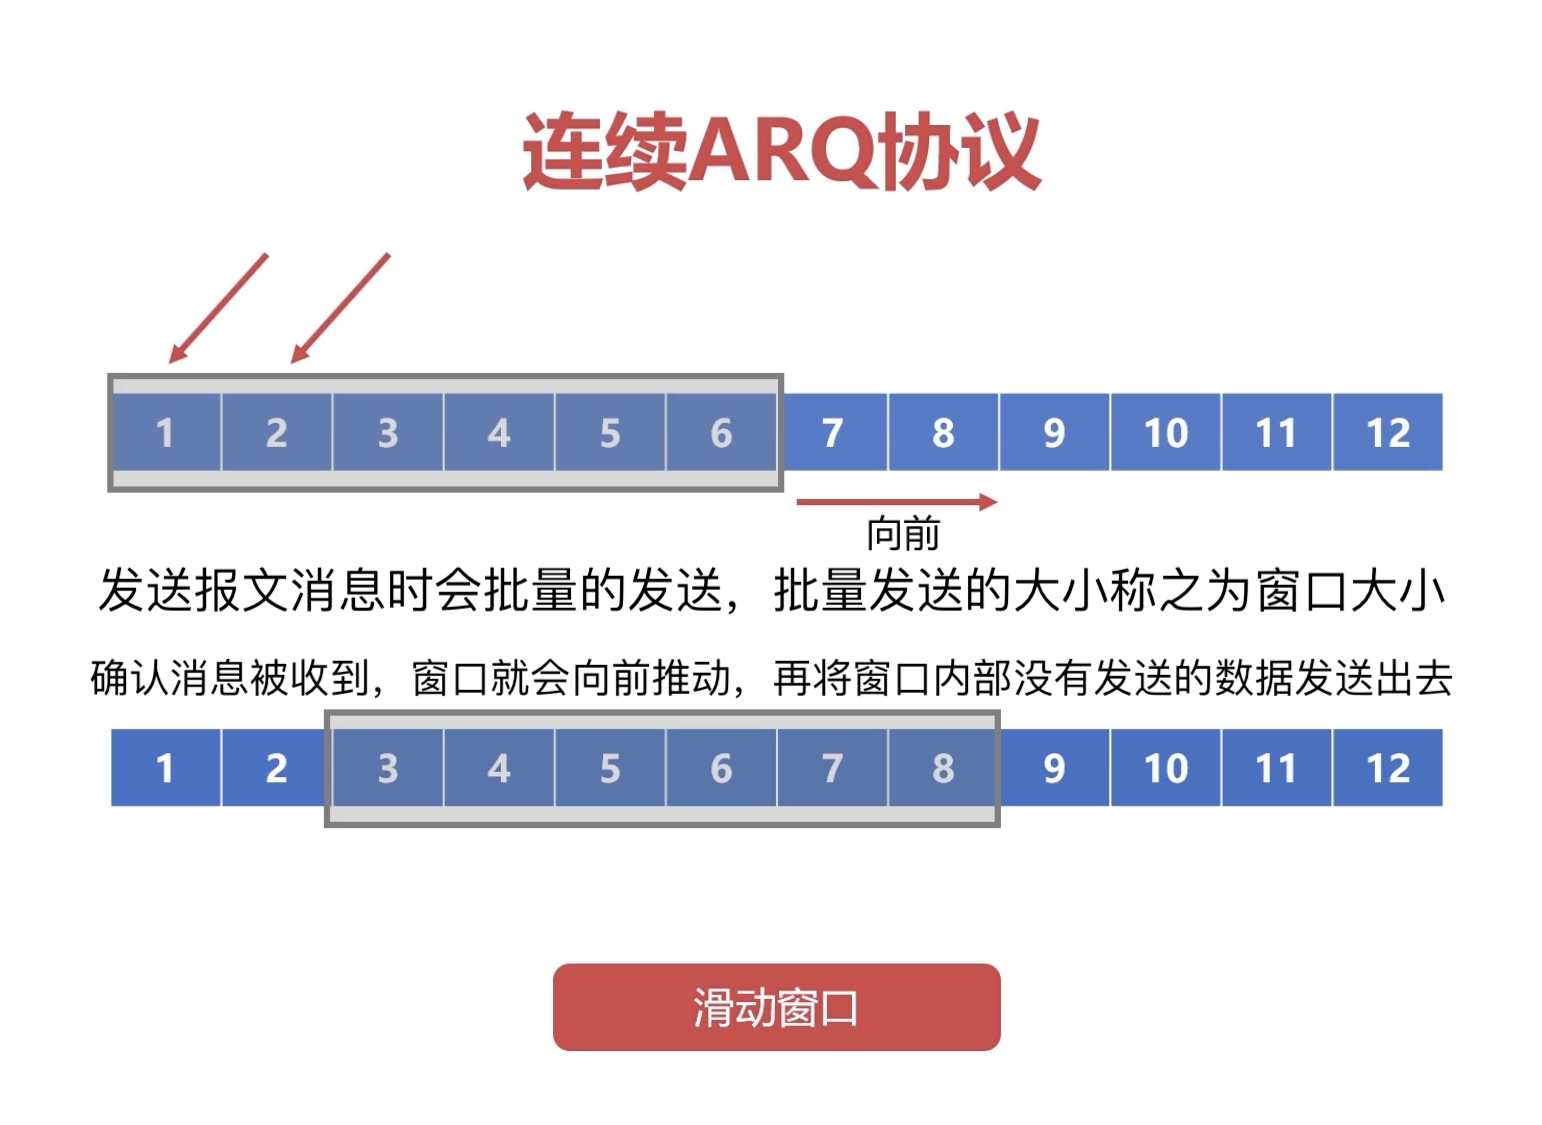 连续ARQ协议
1 2 3 4 5 6 7 8 9 10 11 12
向前
发送报文消息时会批量的发送，批量发送的大小称之为窗口大小
确认消息被收到，窗口就会向前推动，再将窗口内部没有发送的数据发送出去
1 2 3 4 5 6 7 8 9 10 11 12
滑动窗口